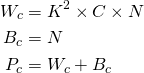 W_c = K^2 × C × N
B_c = N
P_c = W_c + B_c